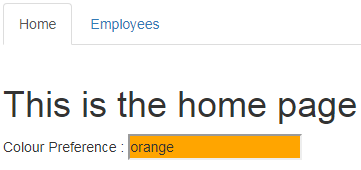 Home Employees
This is the home page
Colour Preference : orange